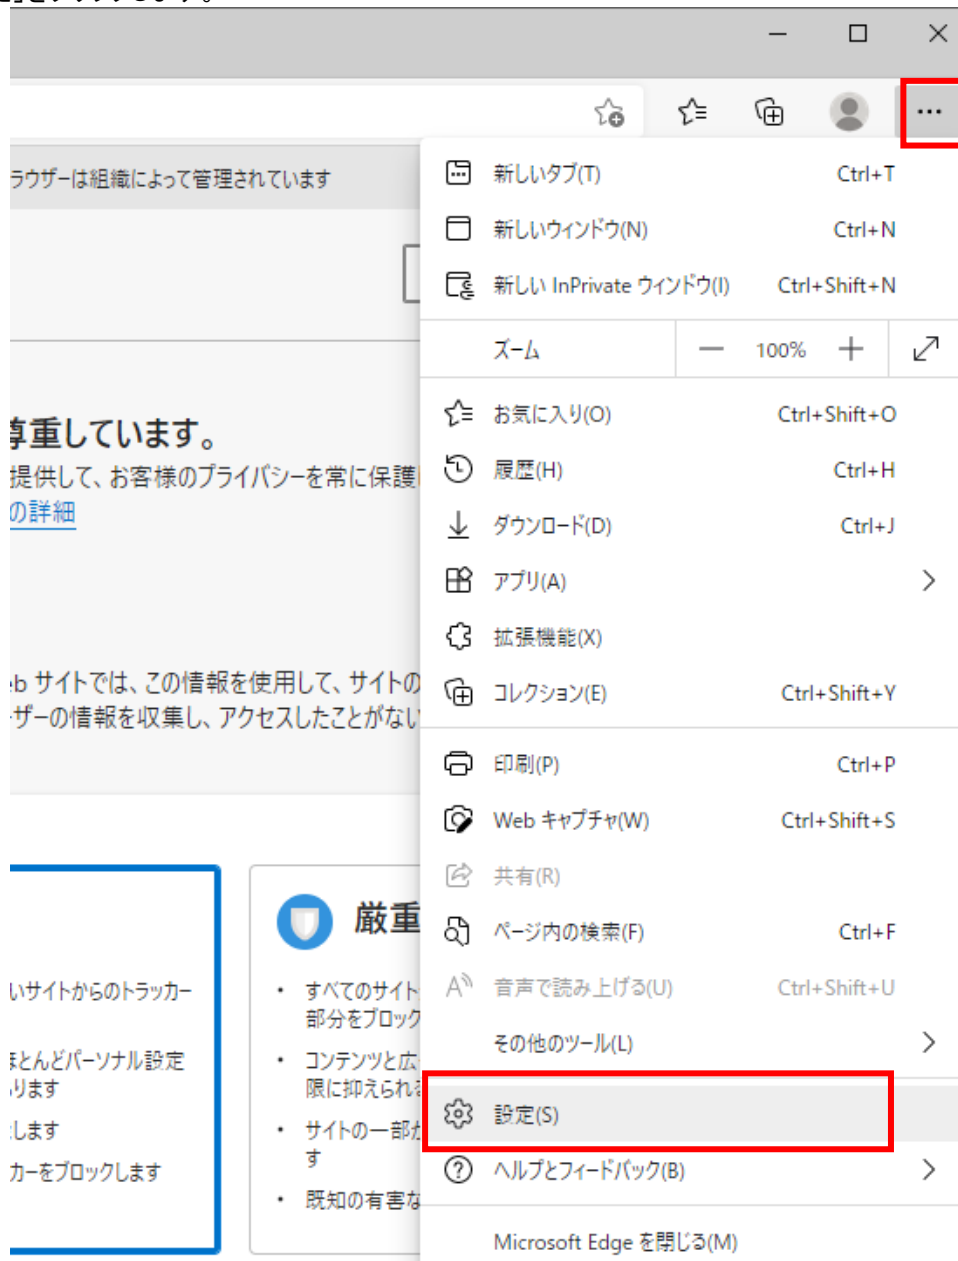 をクリックします。
ラウザーは組織によって管理されています
新しいタブ(T) Ctrl+T
新しいウィンドウ(N) Ctrl+N
新しい InPrivate ウィンドウ(I) Ctrl+Shift+N
ズーム — 100% +
お気に入り(O) Ctrl+Shift+O
履歴(H) Ctrl+H
ダウンロード(D) Ctrl+J
アプリ(A)
拡張機能(X)
コレクション(E) Ctrl+Shift+Y
印刷(P) Ctrl+P
Web キャプチャ(W) Ctrl+Shift+S
共有(R)
ページ内の検索(F) Ctrl+F
音声で読み上げる(U) Ctrl+Shift+U
その他のツール(L)
設定(S)
ヘルプとフィードバック(B)
Microsoft Edge を閉じる(M)
尊重しています。
提供して、お客様のプライバシーを常に保護
の詳細
eb サイトでは、この情報を使用して、サイトの
ーザーの情報を収集し、アクセスしたことがない
いサイトからのトラッカー
ほとんどパーソナル設定
ります
します
カーをブロックします
厳重
・ すべてのサイト
部分をブロック
・ コンテンツと広
限に抑えられ
・ サイトの一部が
す
・ 既知の有害な